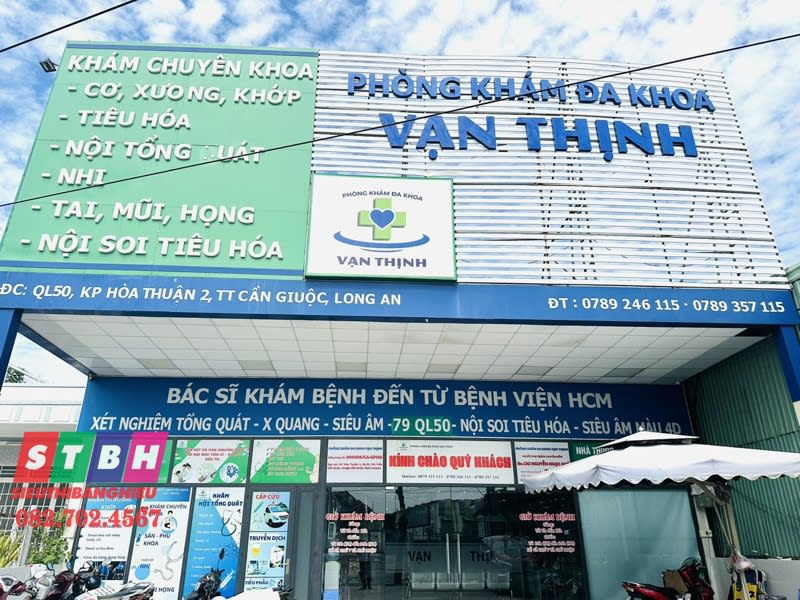 KHÁM CHUYÊN KHOA
- CƠ, XƯƠNG, KHỚP
- TIÊU HÓA
- NỘI TỔNG QUÁT
- NHI
- TAI, MŨI, HỌNG
- NỘI SOI TIÊU HÓA
PHÒNG KHÁM ĐA KHOA
VẠN THỊNH
PHÒNG KHÁM ĐA KHOA
VẠN THỊNH
ĐC: QL50, KP HÒA THUẬN 2, TT CẦN GIUỘC, LONG AN
ĐT : 0789 246 115 - 0789 357 115
BÁC SĨ KHÁM BỆNH ĐẾN TỪ BỆNH VIỆN HCM
XÉT NGHIỆM TỔNG QUÁT - X QUANG - SIÊU ÂM -79 QL50- NỘI SOI TIÊU HÓA - SIÊU ÂM MÀU 4D
KÍNH CHÀO QUÝ KHÁCH
NHÀ THUỐC
STBH
SIEUTHIBANGHIEU
082.702.4567
KHÁM
NỘI TỔNG QUÁT
CẤP CỨU
TRUYỀN DỊCH
TIỂU PHẪU
KHÁM CHUYÊN
SẢN - PHỤ
KHOA
NHI
GIỜ KHÁM BỆNH
GIỜ KHÁM BỆNH
VẠN THỊNH